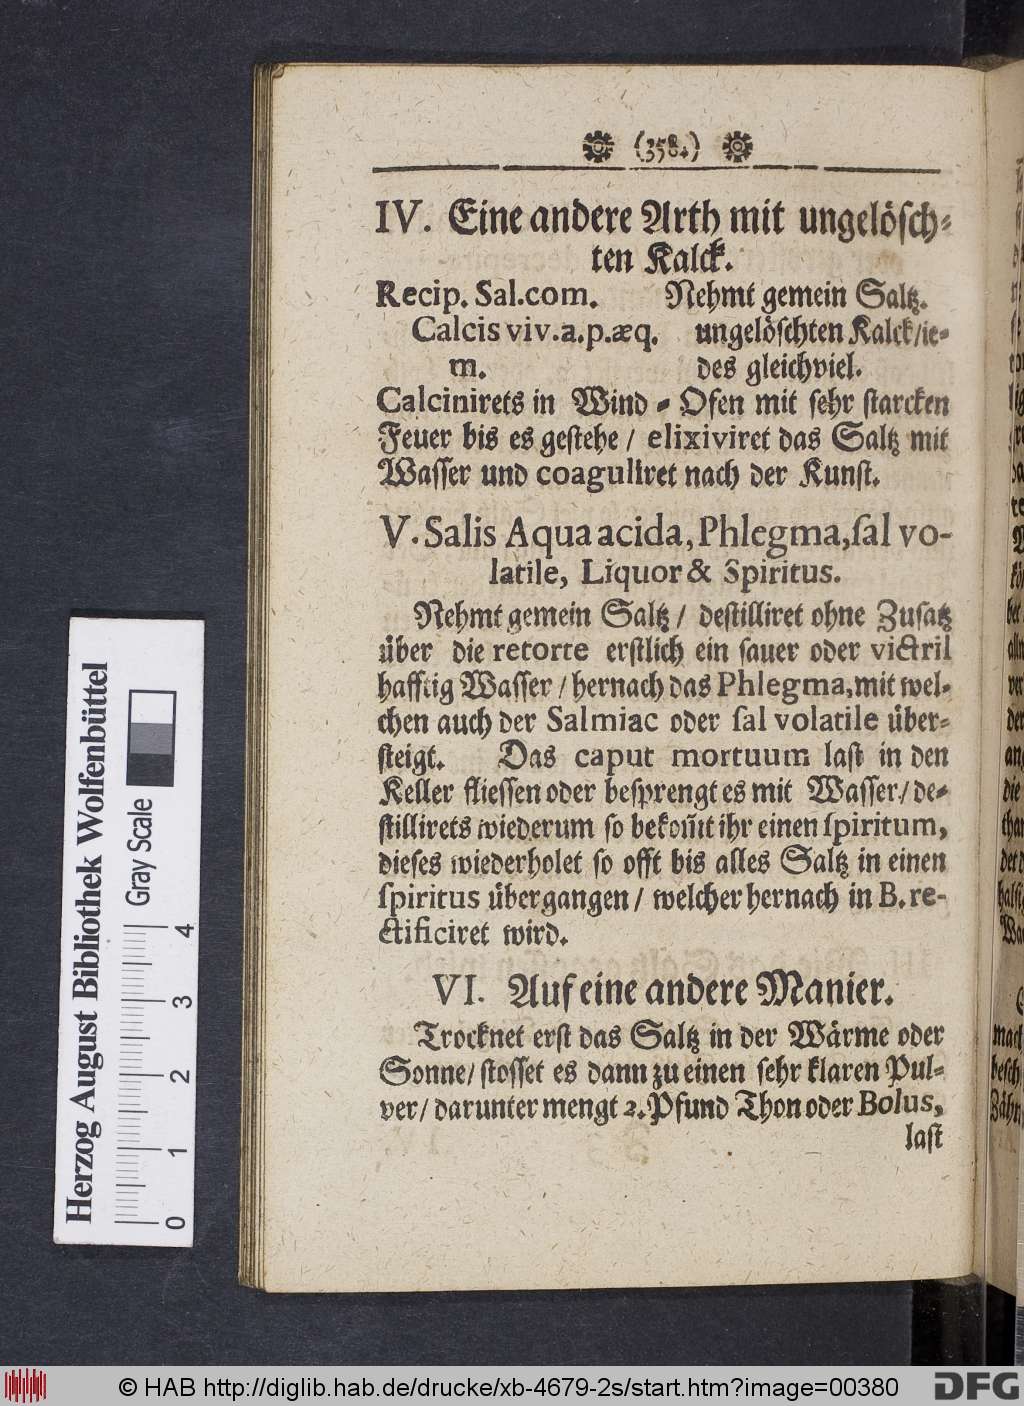 (358.)
IV. Eine andere Arth mit ungelöſch-
ten Kalck.
Recip. Sal.com. Nehmt gemein Saltz.
Calcis viv.a.p.æq. ungelöſchten Kalck/ie-
m. des gleichviel.
Calcinirets in Wind-Ofen mit ſehr ſtarcken
Feuer bis es geſtehe / elixiviret das Saltz mit
Waſſer und coaguliret nach der Kunſt.
V. Salis Aqua acida, Phlegma, ſal vo-
latile, Liquor & Spiritus.
Nehmt gemein Saltz / deſtilliret ohne Zuſatz
über die retorte erſtlich ein ſauer oder victril
hafftig Waſſer / hernach das Phlegma, mit wel-
chen auch der Salmiac oder ſal volatile über-
ſteigt. Das caput mortuum laſt in den
Keller flieſſen oder beſprengt es mit Waſſer/ de-
ſtillirets wiederum ſo bekom̃t ihr einen ſpiritum,
dieſes wiederholet ſo offt bis alles Saltz in einen
ſpiritus übergangen / welcher hernach in B. re-
ctificiret wird.
VI. Auf eine andere Manier.
Trocknet erſt das Saltz in der Wärme oder
Sonne/ ſtoſſet es dann zu einen ſehr klaren Pul-
ver/ darunter mengt 2. Pfund Thon oder Bolus,
laſt
Herzog August Bibliothek Wolfenbüttel
Gray Scale
0 1 2 3 4
© HAB http://diglib.hab.de/drucke/xb-4679-2s/start.htm?image=00380
DFG